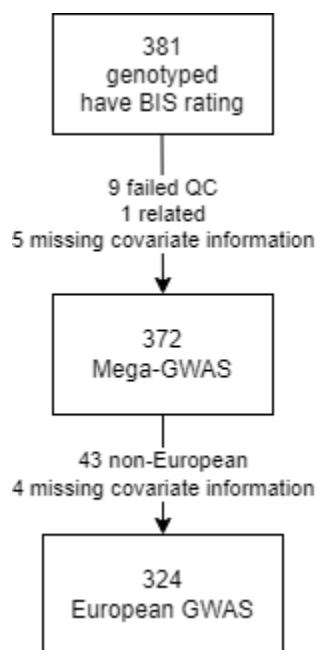 381
genotyped
have BIS rating
9 failed QC
1 related
5 missing covariate information
372
Mega-GWAS
43 non-European
4 missing covariate information
324
European GWAS